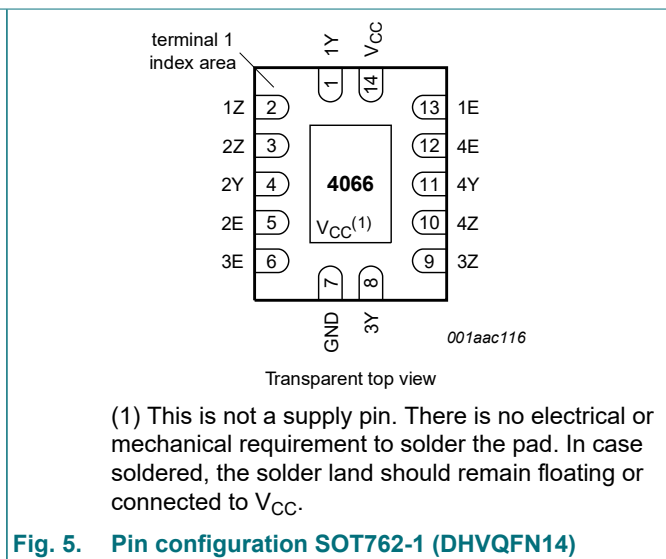 terminal 1
index area
1Y
VCC
1
14
1Z 2
13 1E
2Z 3
12 4E
2Y 4
4066
11 4Y
2E 5
VCC(1)
10 4Z
3E 6
9 3Z
7
8
GND
3Y
001aac116
Transparent top view
(1) This is not a supply pin. There is no electrical or
mechanical requirement to solder the pad. In case
soldered, the solder land should remain floating or
connected to VCC.
Fig. 5. Pin configuration SOT762-1 (DHVQFN14)